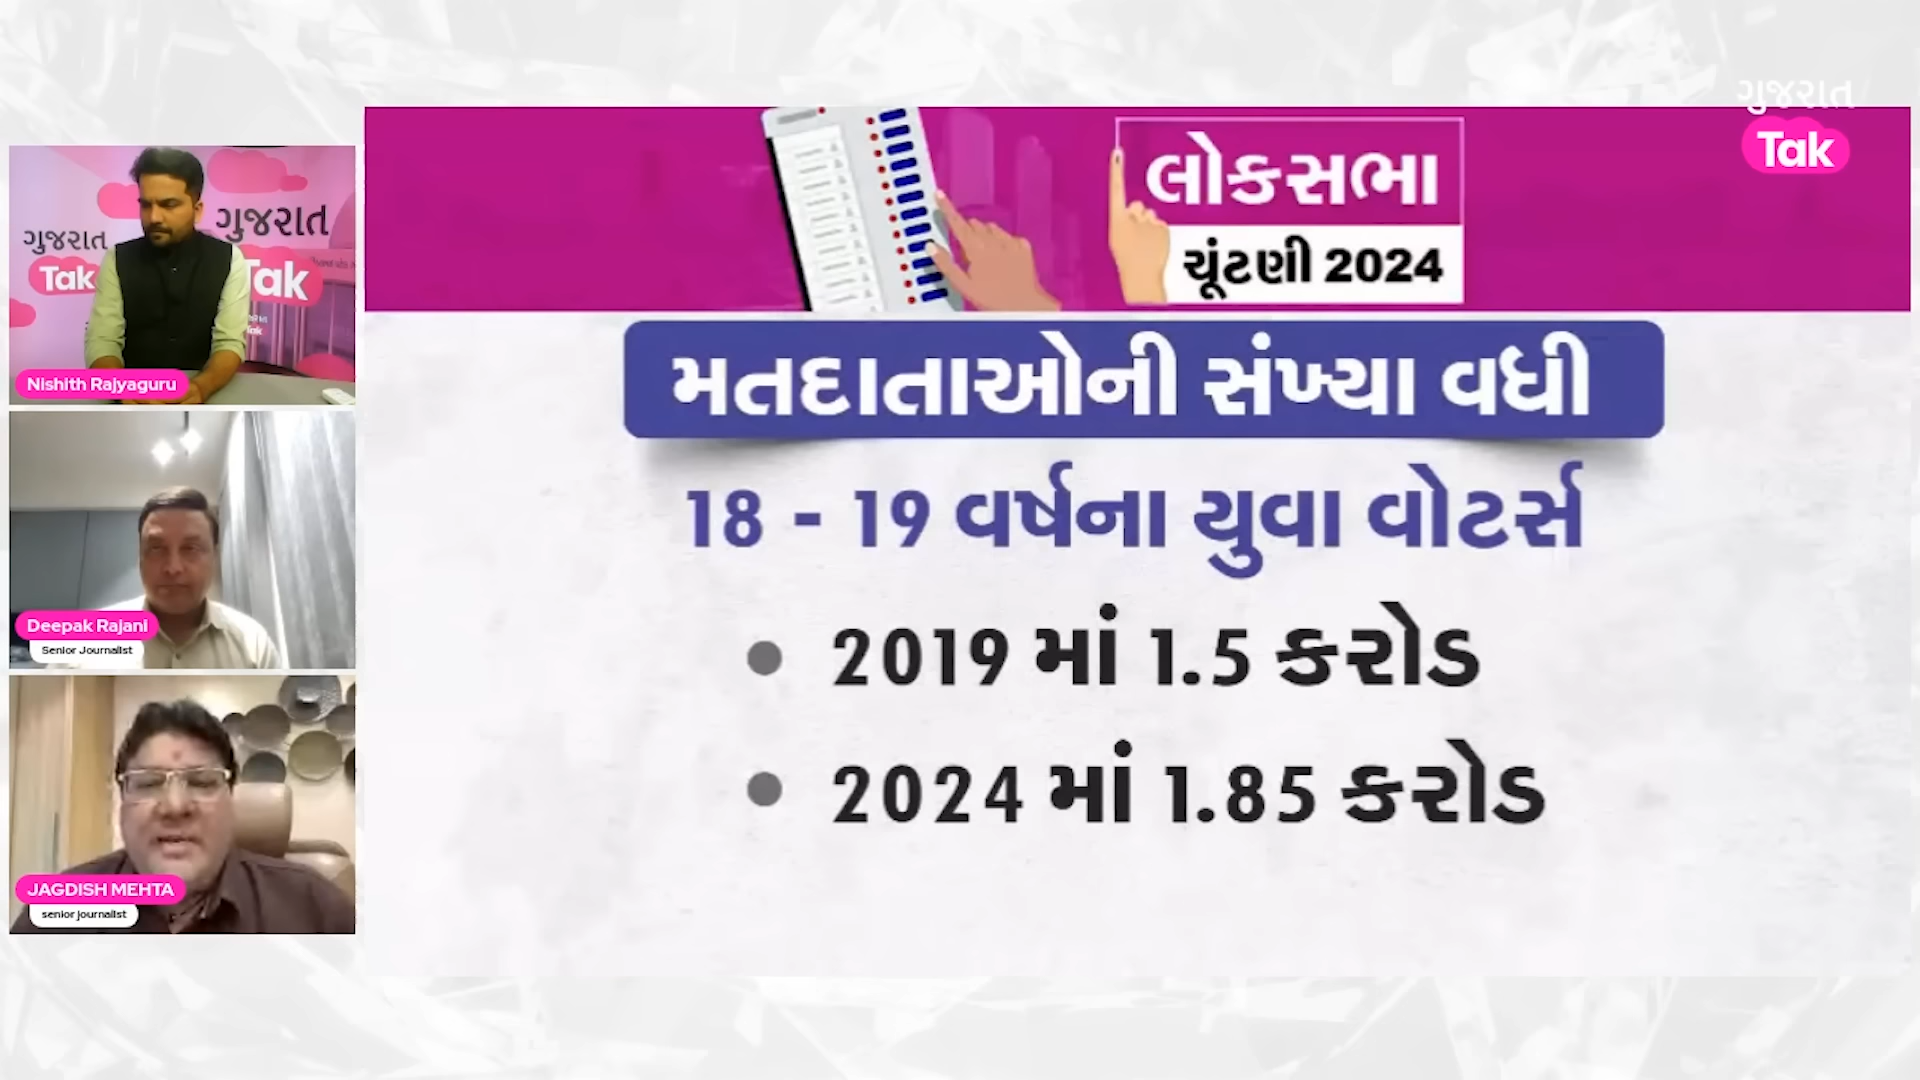 ગુજરાત
Tak
લોકસભા
ચૂંટણી 2024
મતદાતાઓની સંખ્યા વધી
18 - 19 વર્ષના યુવા વોટર્સ
2019 માં 1.5 કરોડ
2024 માં 1.85 કરોડ
ગુજરાત
Tak
ગુજરાત
Tak
Nishith Rajyaguru
Deepak Rajani
Senior Journalist
JAGDISH MEHTA
senior journalist